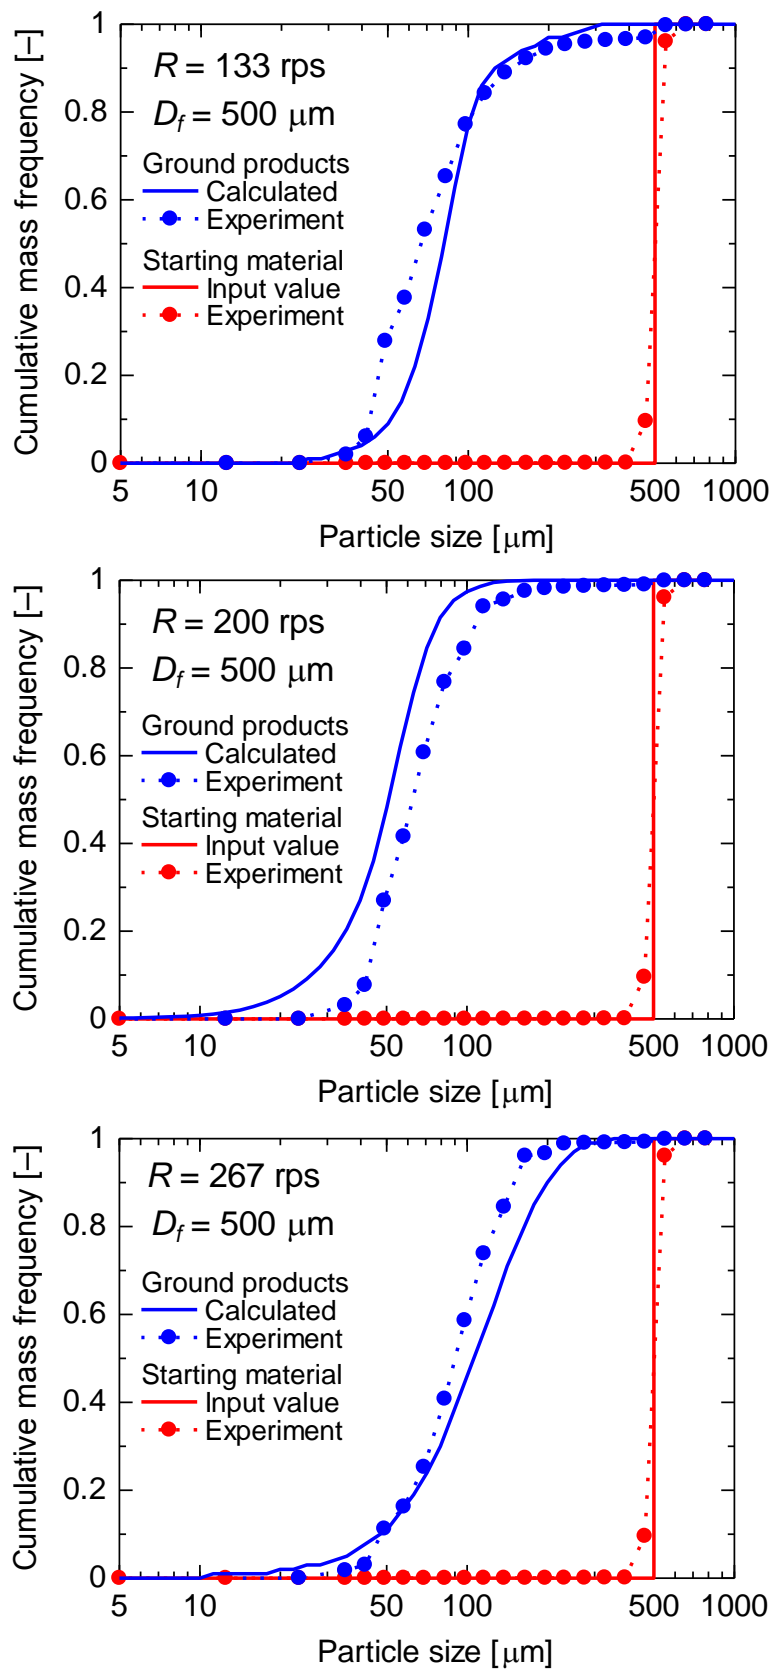 Cumulative mass frequency [–]
1
0.8
0.6
0.4
0.2
0
R = 133 rps
D_f = 500 μm
Ground products
Calculated
Experiment
Starting material
Input value
Experiment
5 10 50 100 500 1000
Particle size [μm]
Cumulative mass frequency [–]
1
0.8
0.6
0.4
0.2
0
R = 200 rps
D_f = 500 μm
Ground products
Calculated
Experiment
Starting material
Input value
Experiment
5 10 50 100 500 1000
Particle size [μm]
Cumulative mass frequency [–]
1
0.8
0.6
0.4
0.2
0
R = 267 rps
D_f = 500 μm
Ground products
Calculated
Experiment
Starting material
Input value
Experiment
5 10 50 100 500 1000
Particle size [μm]